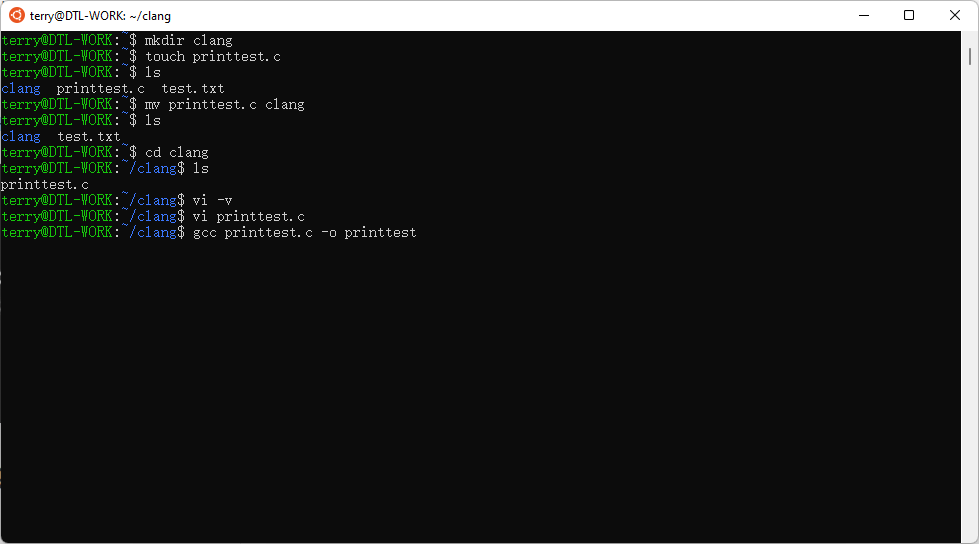 terry@DTL-WORK: ~/clang
terry@DTL-WORK:~$ mkdir clang
terry@DTL-WORK:~$ touch printtest.c
terry@DTL-WORK:~$ ls
clang  printtest.c  test.txt
terry@DTL-WORK:~$ mv printtest.c clang
terry@DTL-WORK:~$ ls
clang  test.txt
terry@DTL-WORK:~$ cd clang
terry@DTL-WORK:~/clang$ ls
printtest.c
terry@DTL-WORK:~/clang$ vi -v
terry@DTL-WORK:~/clang$ vi printtest.c
terry@DTL-WORK:~/clang$ gcc printtest.c -o printtest